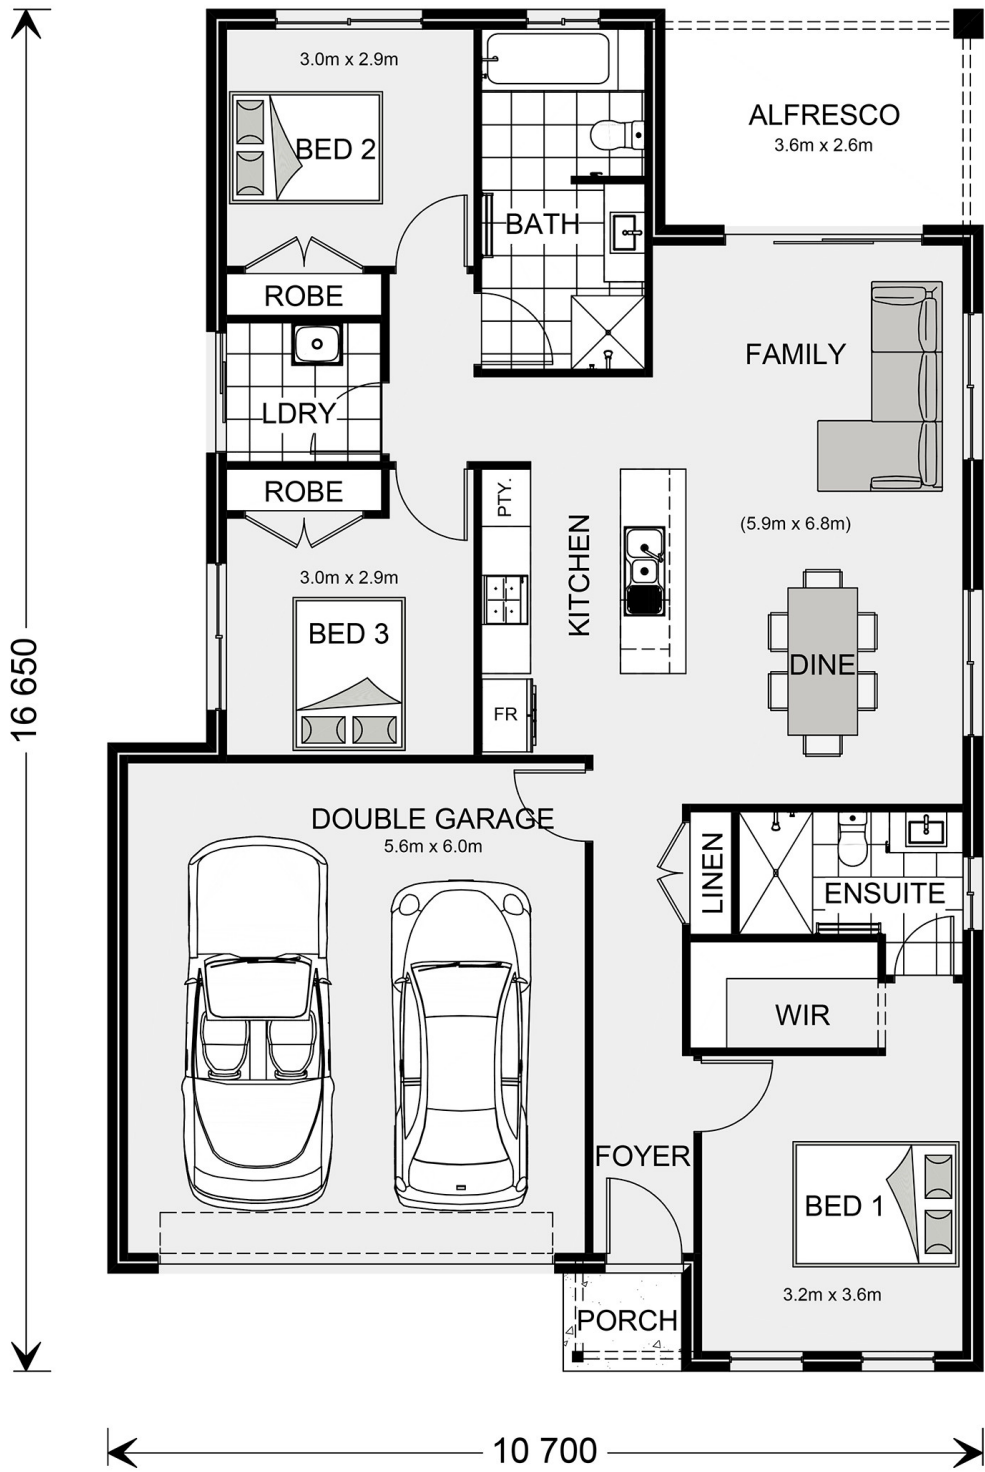 3.0m x 2.9m
BED 2
ALFRESCO
3.6m x 2.6m
BATH
ROBE
FAMILY
LDRY
ROBE
PTY.
(5.9m x 6.8m)
KITCHEN
3.0m x 2.9m
BED 3
DINE
FR
16 650
DOUBLE GARAGE
5.6m x 6.0m
LINEN
ENSUITE
WIR
FOYER
BED 1
3.2m x 3.6m
PORCH
10 700